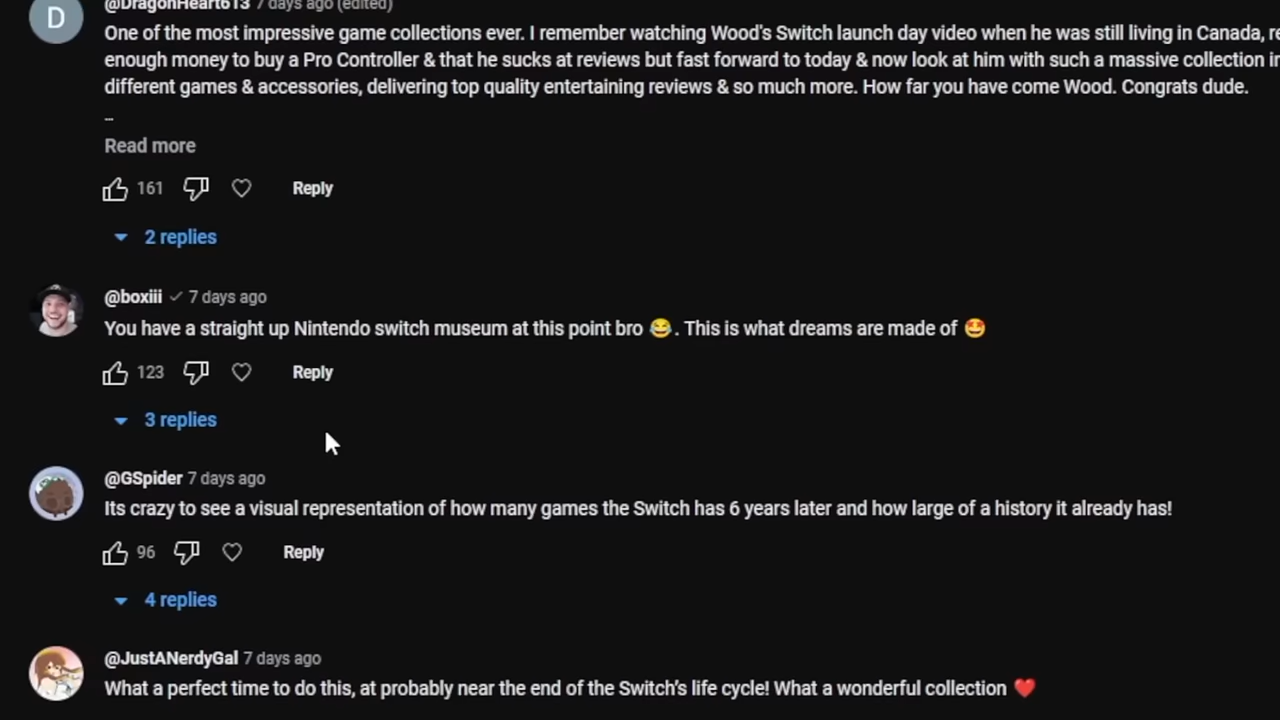 D
@DragonHeart613 7 days ago (edited)
One of the most impressive game collections ever. I remember watching Wood's Switch launch day video when he was still living in Canada,
enough money to buy a Pro Controller & that he sucks at reviews but fast forward to today & now look at him with such a massive collection
different games & accessories, delivering top quality entertaining reviews & so much more. How far you have come Wood. Congrats dude.
...
Read more
161 Reply
2 replies
@boxiii 7 days ago
You have a straight up Nintendo switch museum at this point bro 😂. This is what dreams are made of 🤩
123 Reply
3 replies
@GSpider 7 days ago
Its crazy to see a visual representation of how many games the Switch has 6 years later and how large of a history it already has!
96 Reply
4 replies
@JustANerdyGal 7 days ago
What a perfect time to do this, at probably near the end of the Switch's life cycle! What a wonderful collection ❤️